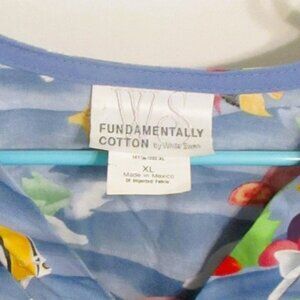 WS
FUNDAMENTALLY
COTTON by White Swan
XL
Made in Mexico
Of Imported Fabric